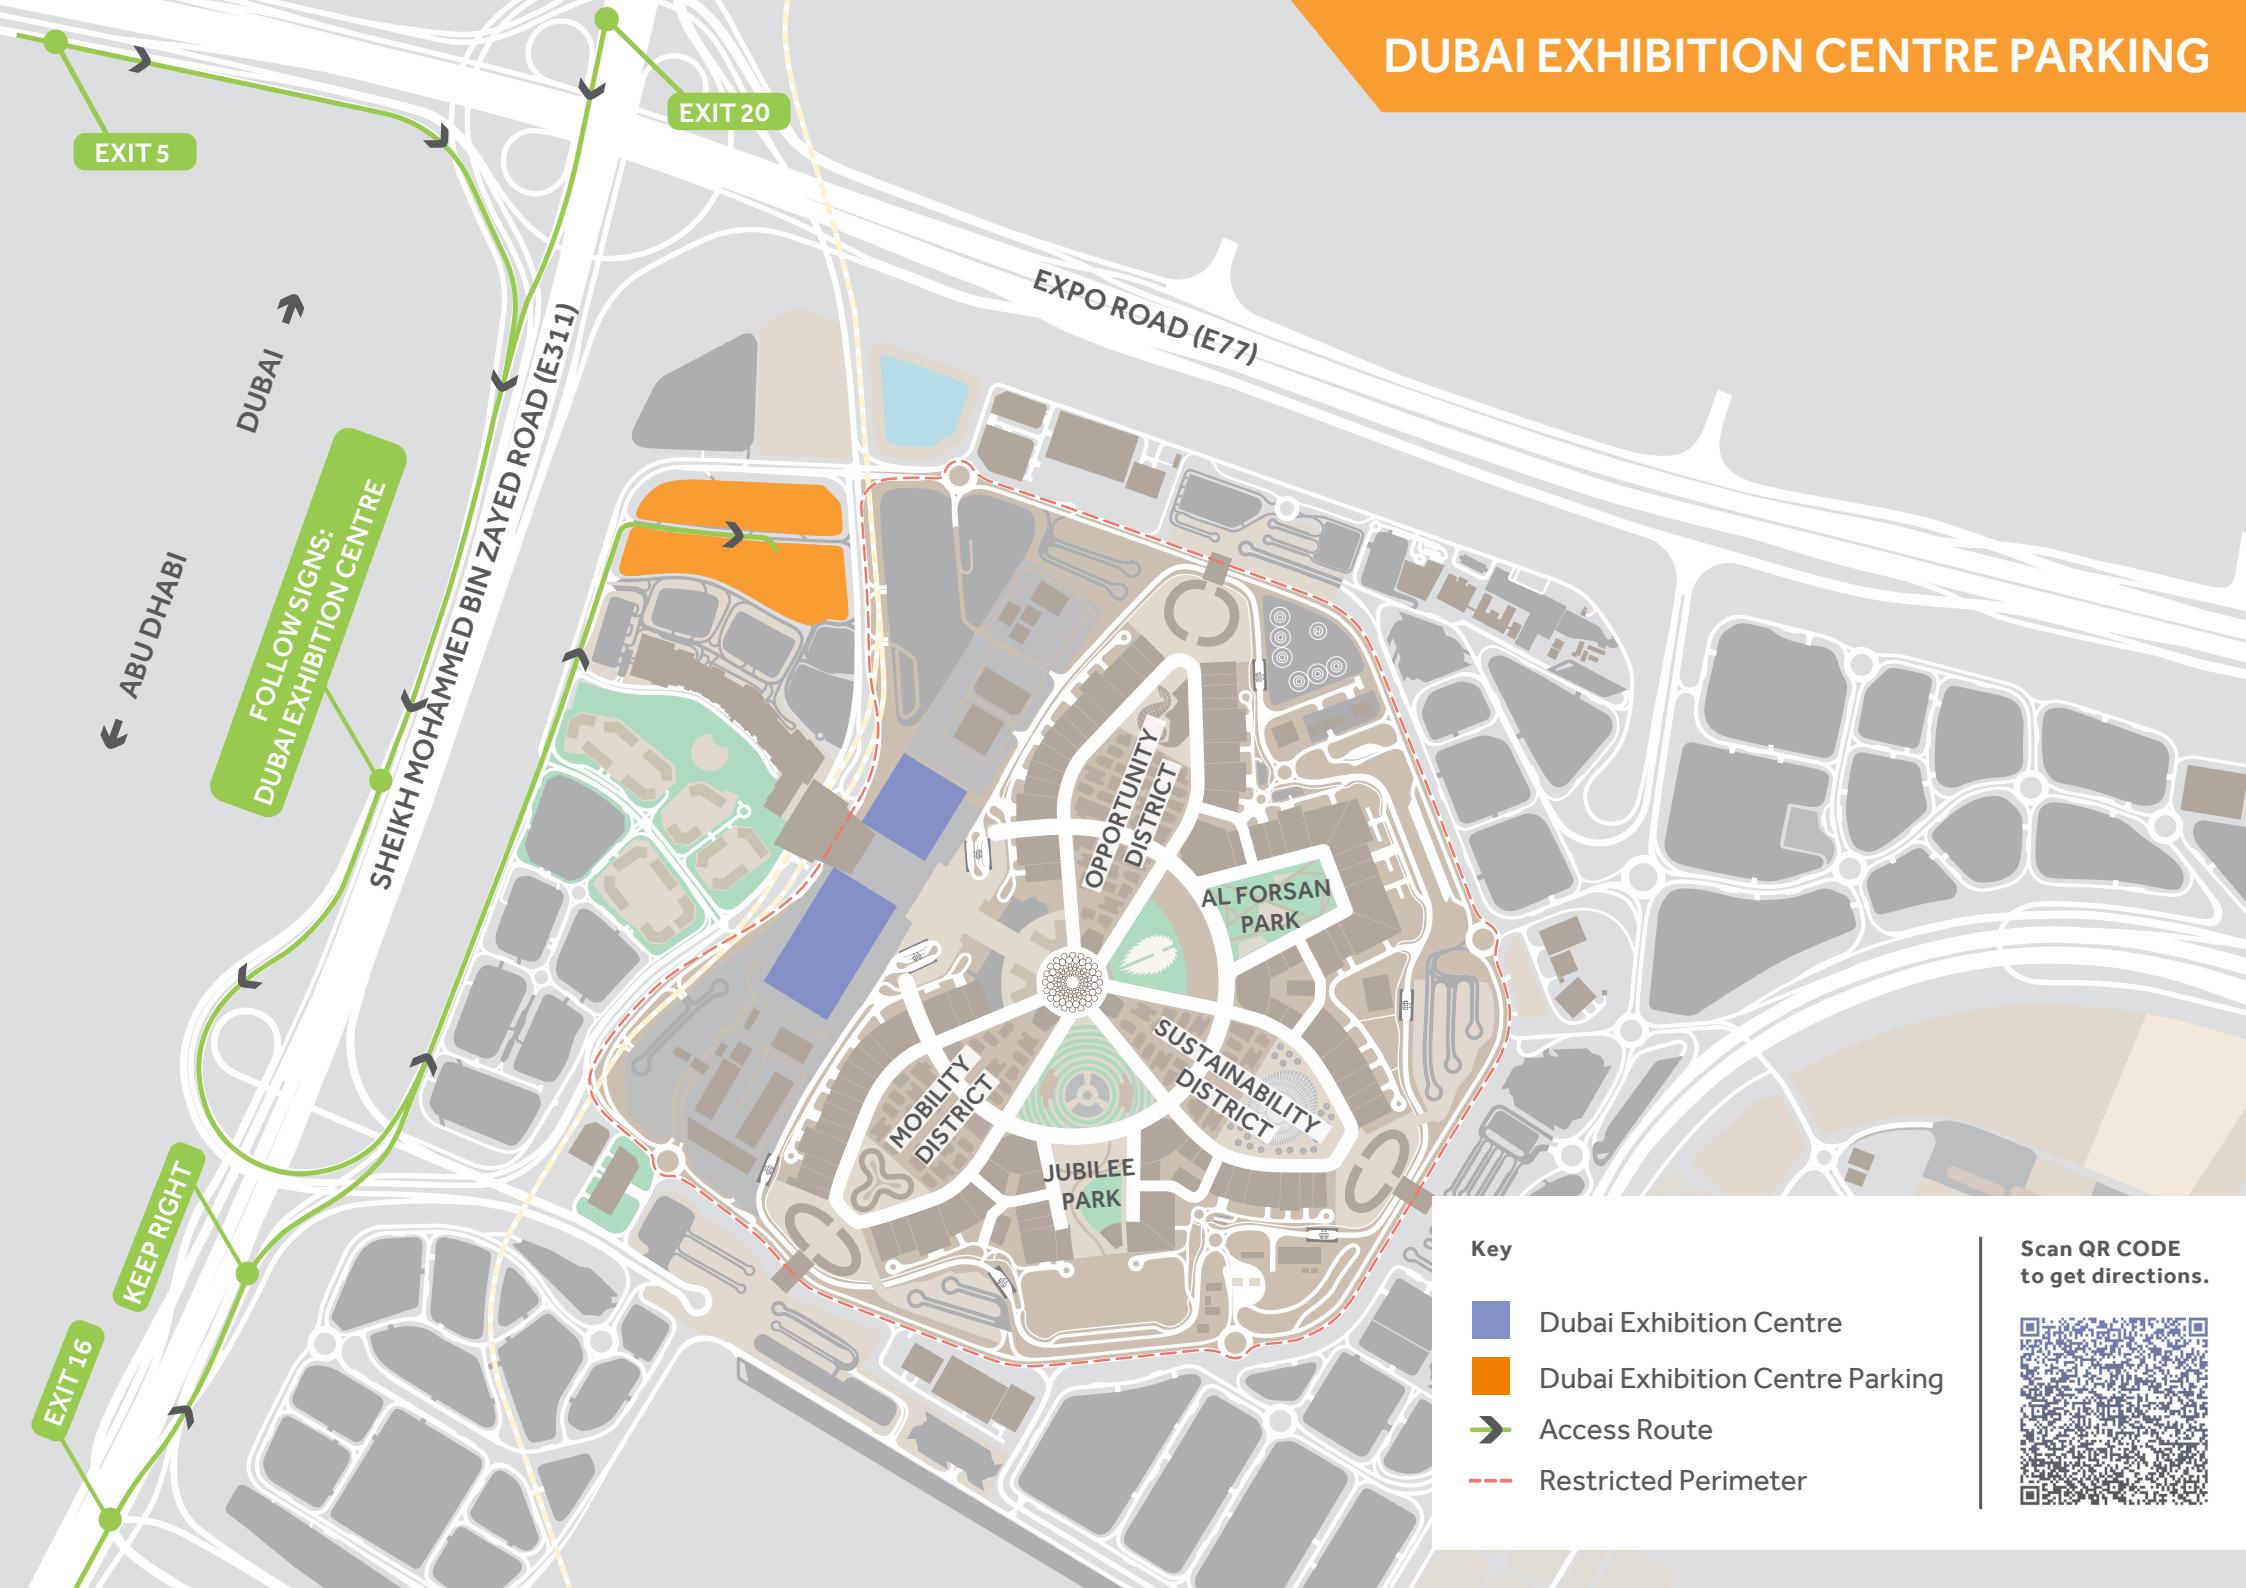 DUBAI EXHIBITION CENTRE PARKING
EXIT 5
EXIT 20
EXPO ROAD (E77)
DUBAI
ABU DHABI
SHEIKH MOHAMMED BIN ZAYED ROAD (E311)
FOLLOW SIGNS:
DUBAI EXHIBITION CENTRE
OPPORTUNITY
DISTRICT
AL FORSAN
PARK
SUSTAINABILITY
DISTRICT
MOBILITY
DISTRICT
JUBILEE
PARK
KEEP RIGHT
EXIT 16
Key
Dubai Exhibition Centre
Dubai Exhibition Centre Parking
Access Route
Restricted Perimeter
Scan QR CODE
to get directions.